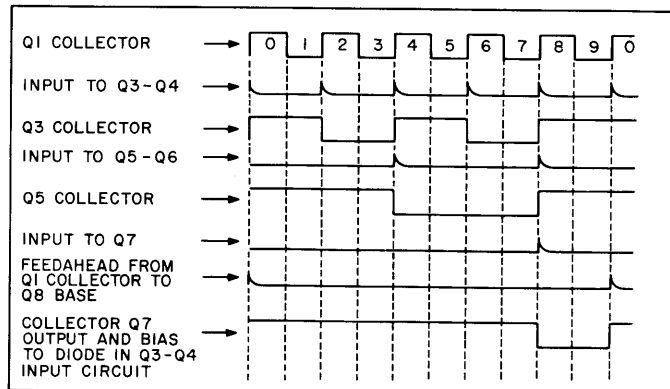 Q1 COLLECTOR
0 1 2 3 4 5 6 7 8 9 0
INPUT TO Q3-Q4
Q3 COLLECTOR
INPUT TO Q5-Q6
Q5 COLLECTOR
INPUT TO Q7
FEEDAHEAD FROM
Q1 COLLECTOR TO
Q8 BASE
COLLECTOR Q7
OUTPUT AND BIAS
TO DIODE IN Q3-Q4
INPUT CIRCUIT